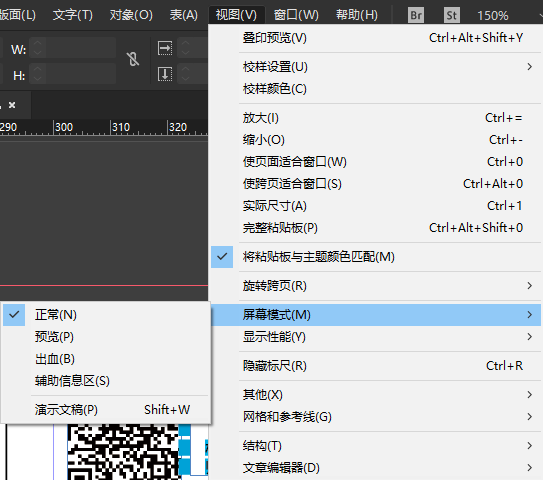 版面(L) 文字(T) 对象(O) 表(A) 视图(V) 窗口(W) 帮助(H) Br St 150%
W:
H:
290 300 310 320
叠印预览(V) Ctrl+Alt+Shift+Y
校样设置(U)
校样颜色(C)
放大(I) Ctrl+=
缩小(O) Ctrl+-
使页面适合窗口(W) Ctrl+0
使跨页适合窗口(S) Ctrl+Alt+0
实际尺寸(A) Ctrl+1
完整粘贴板(P) Ctrl+Alt+Shift+0
将粘贴板与主题颜色匹配(M)
旋转跨页(R)
屏幕模式(M)
显示性能(Y)
隐藏标尺(R) Ctrl+R
其他(X)
网格和参考线(G)
结构(T)
文章编辑器(D)
正常(N)
预览(P)
出血(B)
辅助信息区(S)
演示文稿(P) Shift+W